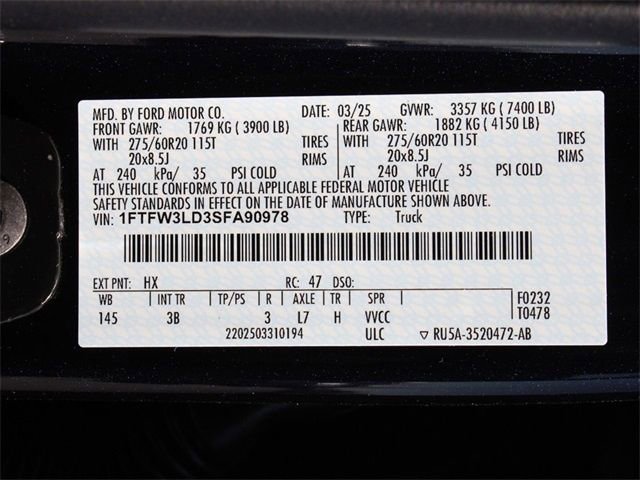 MFD. BY FORD MOTOR CO. DATE: 03/25 GVWR: 3357 KG ( 7400 LB)
FRONT GAWR: 1769 KG ( 3900 LB) REAR GAWR: 1882 KG ( 4150 LB)
WITH 275/60R20 115T TIRES WITH 275/60R20 115T TIRES
20x8.5J RIMS 20x8.5J RIMS
AT 240 kPa/ 35 PSI COLD AT 240 kPa/ 35 PSI COLD
THIS VEHICLE CONFORMS TO ALL APPLICABLE FEDERAL MOTOR VEHICLE
SAFETY STANDARDS IN EFFECT ON THE DATE OF MANUFACTURE SHOWN ABOVE.
VIN: 1FTFW3LD3SFA90978 TYPE: Truck
EXT PNT: HX RC: 47 DSO:
WB INT TR TP/PS R AXLE TR SPR F0232
145 3B 3 L7 H VVCC T0478
2202503310194 ULC ▽ RU5A-3520472-AB
9